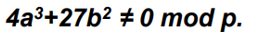 4a³+27b² ≠ 0 mod p.